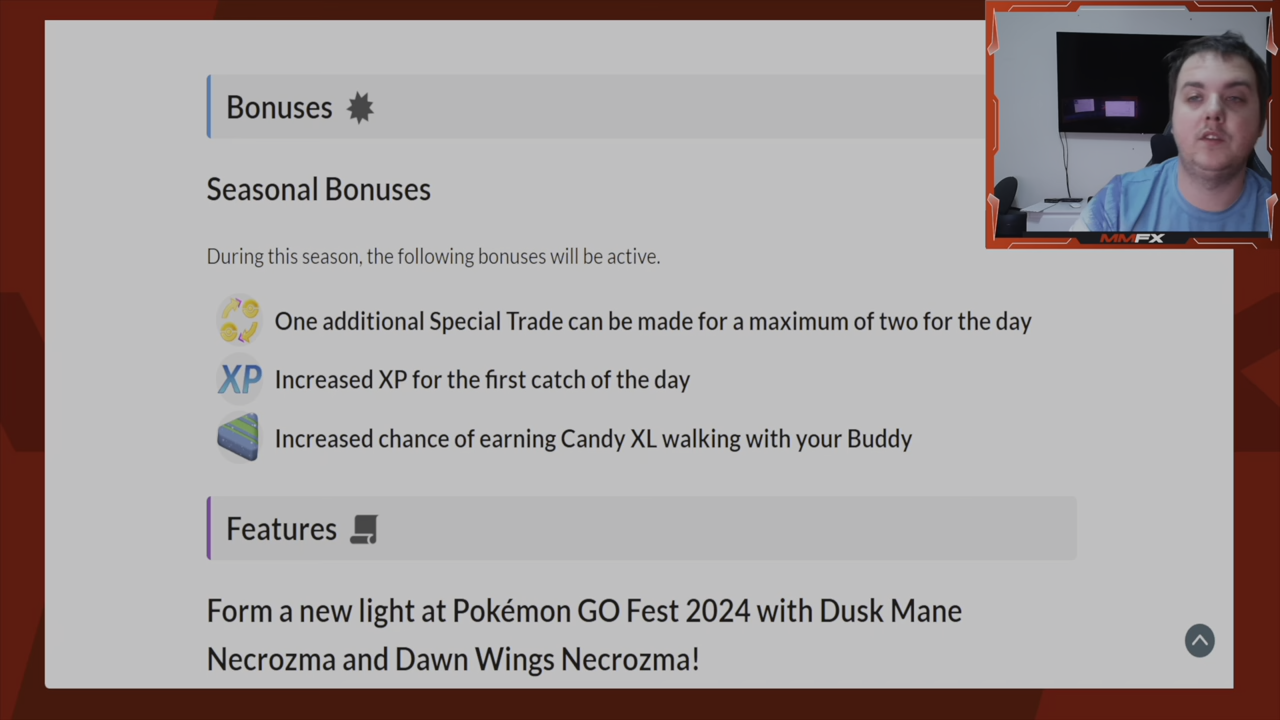 Bonuses
Seasonal Bonuses
During this season, the following bonuses will be active.
One additional Special Trade can be made for a maximum of two for the day
XP Increased XP for the first catch of the day
Increased chance of earning Candy XL walking with your Buddy
Features
Form a new light at Pokémon GO Fest 2024 with Dusk Mane
Necrozma and Dawn Wings Necrozma!
MMFX